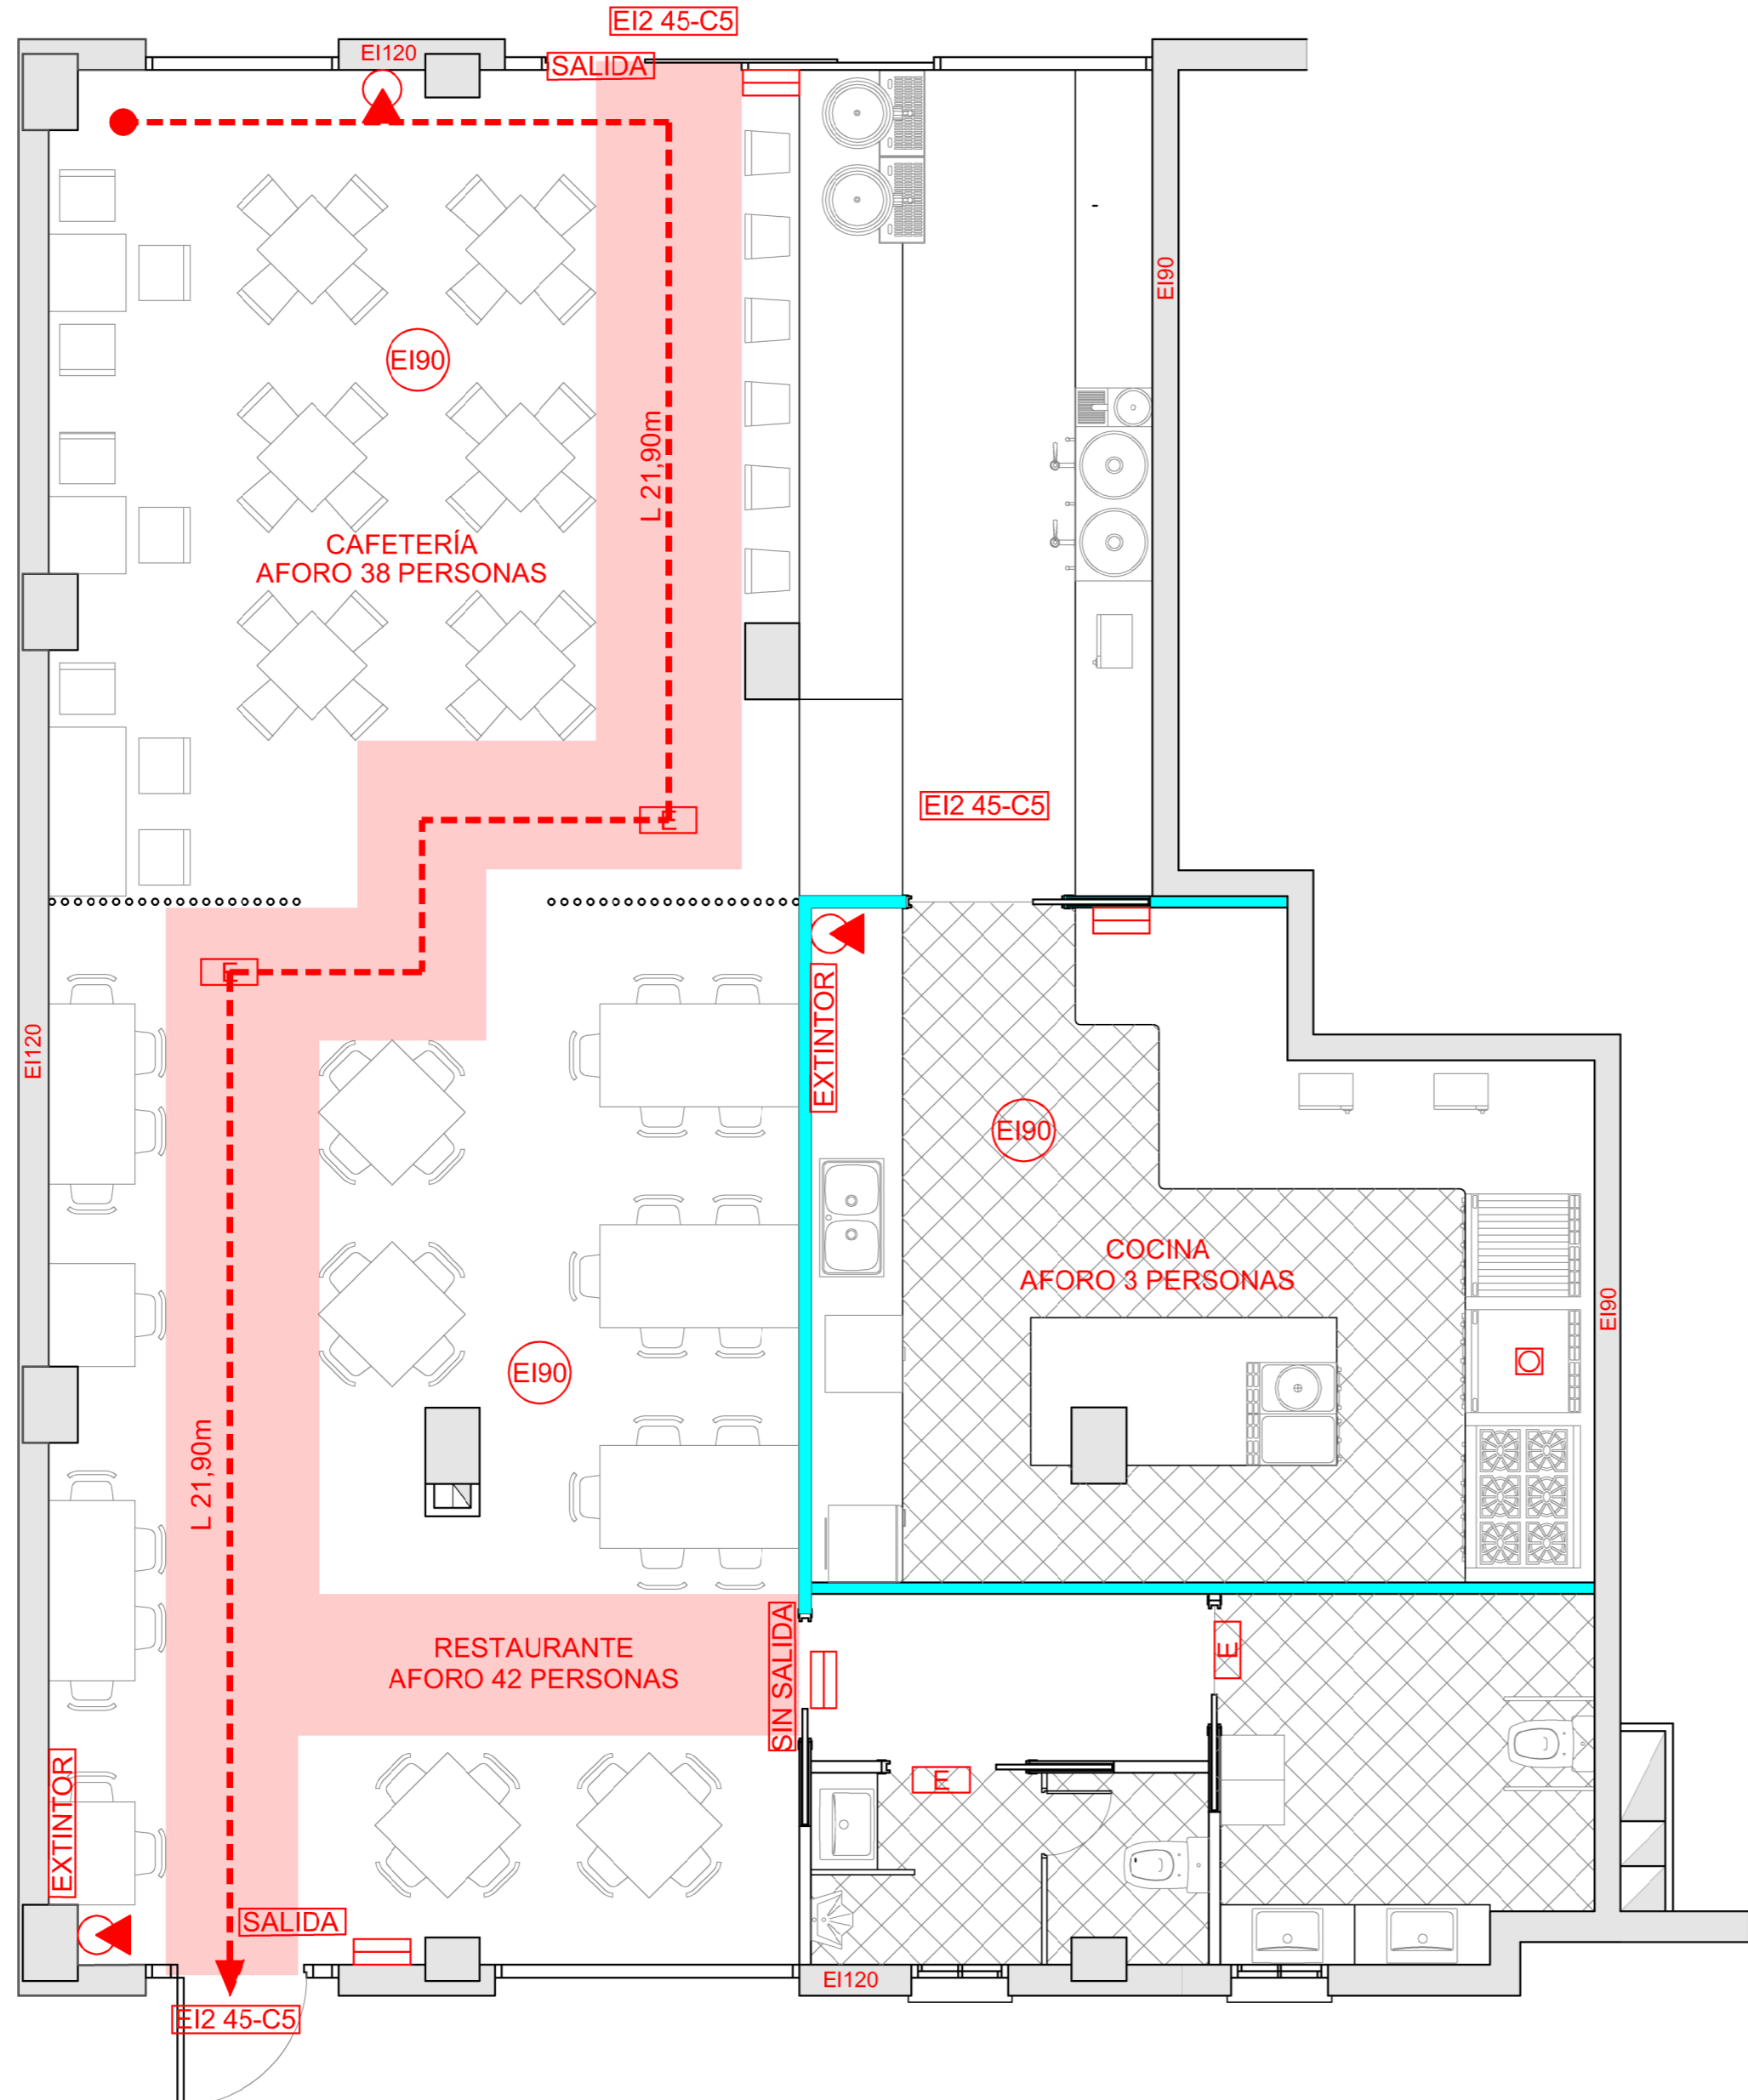 EI2 45-C5
EI120
SALIDA
EI90
EI90
L 21,90m
CAFETERÍA
AFORO 38 PERSONAS
EI2 45-C5
E
E
EXTINTOR
EI120
EI90
COCINA
AFORO 3 PERSONAS
EI90
EI90
L 21,90m
SIN SALIDA
RESTAURANTE
AFORO 42 PERSONAS
E
E
EXTINTOR
SALIDA
EI120
EI2 45-C5